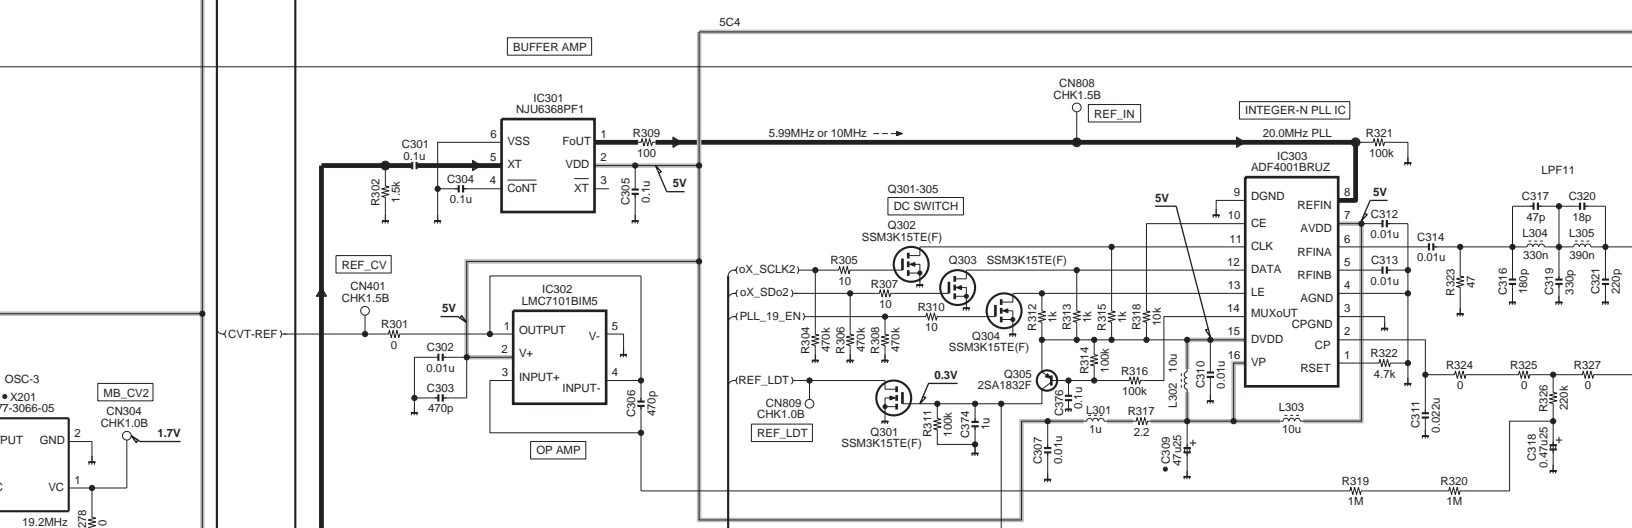 5C4
BUFFER AMP
IC301
NJU6368PF1
6 VSS FoUT 1
5 XT VDD 2
4 CoNT XT 3
C301
0.1u
R302
1.5k
C304
0.1u
R309
100
C305
0.1u
5V
5.99MHz or 10MHz
CN808
CHK1.5B
REF_IN
INTEGER-N PLL IC
20.0MHz PLL
R321
100k
IC303
ADF4001BRUZ
9 DGND REFIN 8
10 CE AVDD 7
11 CLK RFINA 6
12 DATA RFINB 5
13 LE AGND 4
14 MUXoUT CPGND 3
15 DVDD CP 2
16 VP RSET 1
5V
5V
C312
0.01u
C313
0.01u
C314
0.01u
R323
47
LPF11
C317
47p
C320
18p
L304
330n
L305
390n
C316
180p
C319
330p
C321
220p
Q301-305
DC SWITCH
Q302
SSM3K15TE(F)
Q303
SSM3K15TE(F)
Q304
SSM3K15TE(F)
(oX_SCLK2)
R305
10
(oX_SDo2)
R307
10
(PLL_19_EN)
R310
10
R304
470k
R306
470k
R308
470k
R312
1k
R313
1k
R315
1k
R318
10k
R314
100k
R316
100k
Q305
2SA1832F
C376
0.1u
L302
10u
C310
0.01u
REF_CV
CN401
CHK1.5B
(CVT-REF)
R301
0
5V
IC302
LMC7101BIM5
1 OUTPUT V- 5
2 V+
3 INPUT+ INPUT- 4
C302
0.01u
C303
470p
C306
470p
OP AMP
(REF_LDT)
CN809
CHK1.0B
REF_LDT
Q301
SSM3K15TE(F)
0.3V
R311
100k
C374
1u
L301
1u
R317
2.2
C307
0.01u
C309
47u25
+
L303
10u
R322
4.7k
C311
0.022u
R324
0
R325
0
R327
0
R326
220k
C318
0.47u25
+
R319
1M
R320
1M
OSC-3
X201
77-3066-05
MB_CV2
CN304
CHK1.0B
1.7V
PUT GND 2
C VC 1
278
0
19.2MHz